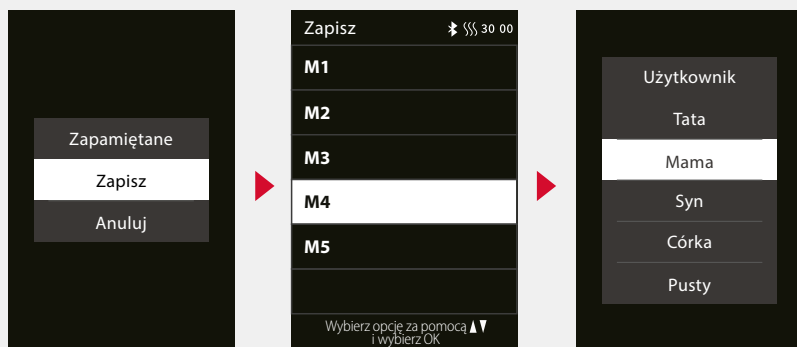 Zapamiętane
Zapisz
Anuluj
Zapisz 30 00
M1
M2
M3
M4
M5
Wybierz opcję za pomocą
i wybierz OK
Użytkownik
Tata
Mama
Syn
Córka
Pusty